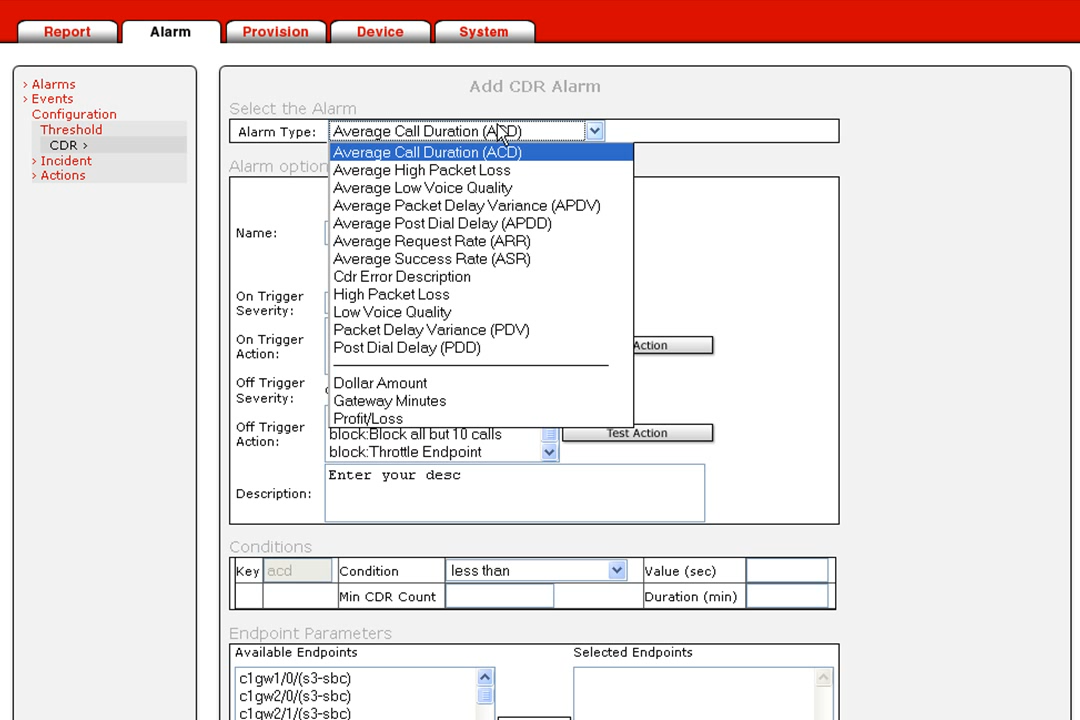 Report Alarm Provision Device System
› Alarms
› Events
Configuration
Threshold
CDR ›
› Incident
› Actions
Add CDR Alarm
Select the Alarm
Alarm Type: Average Call Duration (ACD)
Average Call Duration (ACD)
Average High Packet Loss
Average Low Voice Quality
Average Packet Delay Variance (APDV)
Average Post Dial Delay (APDD)
Average Request Rate (ARR)
Average Success Rate (ASR)
Cdr Error Description
High Packet Loss
Low Voice Quality
Packet Delay Variance (PDV)
Post Dial Delay (PDD)
Dollar Amount
Gateway Minutes
Profit/Loss
Alarm option
Name:
On Trigger
Severity:
On Trigger
Action:
Action
Off Trigger
Severity:
Off Trigger
Action:
block:Block all but 10 calls
block:Throttle Endpoint
Test Action
Description:
Enter your desc
Conditions
Key acd Condition less than Value (sec)
Min CDR Count Duration (min)
Endpoint Parameters
Available Endpoints Selected Endpoints
c1gw1/0/(s3-sbc)
c1gw2/0/(s3-sbc)
c1gw2/1/(s3-sbc)